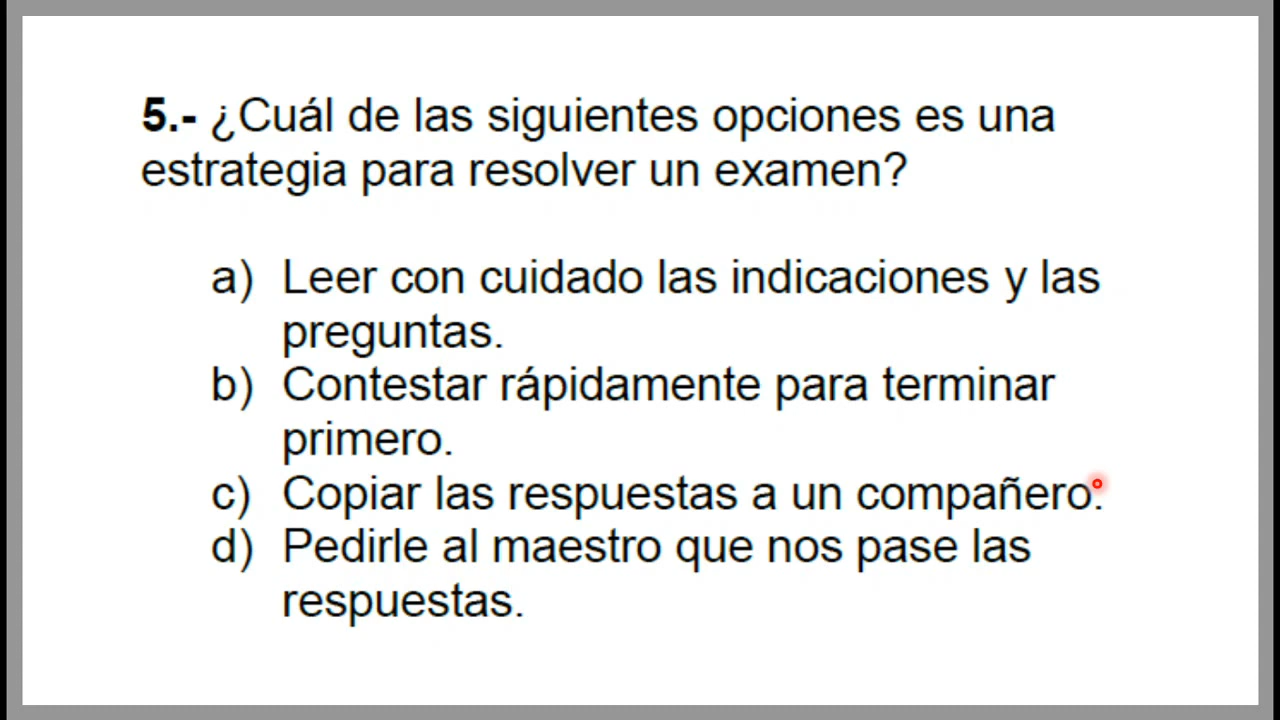 5.- ¿Cuál de las siguientes opciones es una
estrategia para resolver un examen?
a) Leer con cuidado las indicaciones y las
preguntas.
b) Contestar rápidamente para terminar
primero.
c) Copiar las respuestas a un compañero.
d) Pedirle al maestro que nos pase las
respuestas.